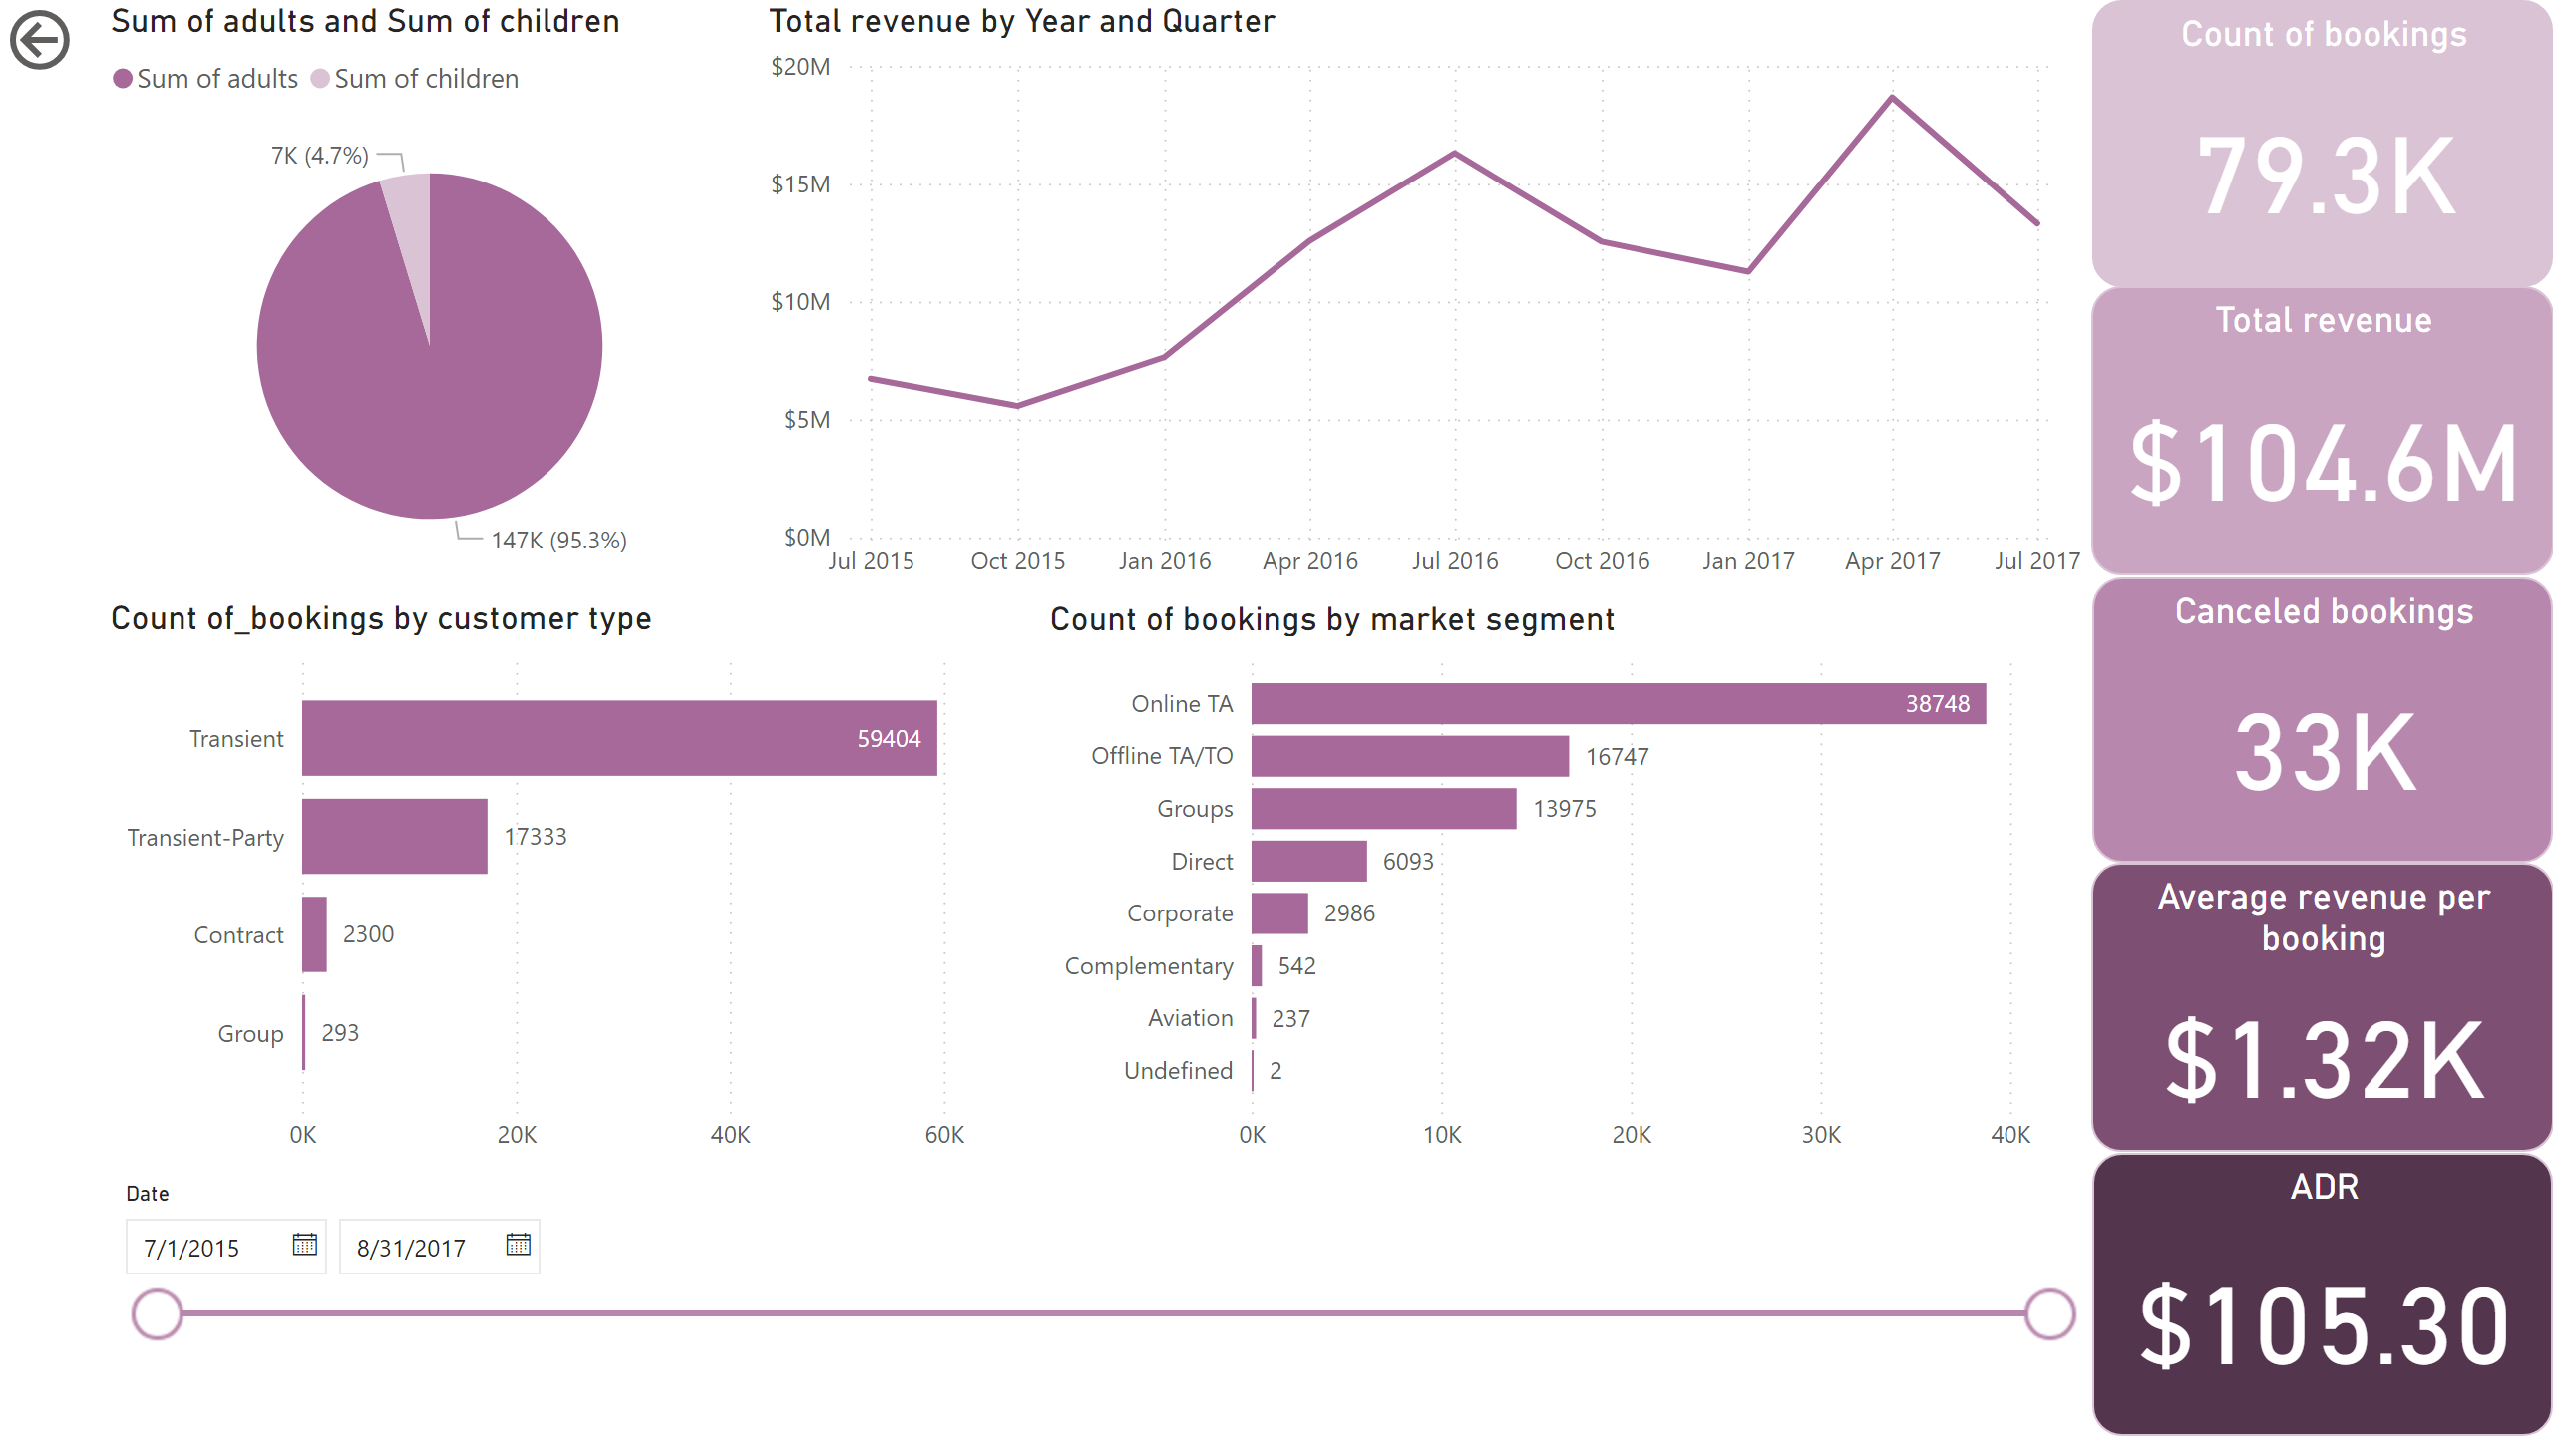 Sum of adults and Sum of children
Sum of adults Sum of children
7K (4.7%)
147K (95.3%)
Total revenue by Year and Quarter
$20M
$15M
$10M
$5M
$0M
Jul 2015 Oct 2015 Jan 2016 Apr 2016 Jul 2016 Oct 2016 Jan 2017 Apr 2017 Jul 2017
Count of bookings
79.3K
Total revenue
$104.6M
Canceled bookings
33K
Average revenue per
booking
$1.32K
ADR
$105.30
Count of_bookings by customer type
Transient 59404
Transient-Party 17333
Contract 2300
Group 293
0K 20K 40K 60K
Count of bookings by market segment
Online TA 38748
Offline TA/TO 16747
Groups 13975
Direct 6093
Corporate 2986
Complementary 542
Aviation 237
Undefined 2
0K 10K 20K 30K 40K
Date
7/1/2015 8/31/2017